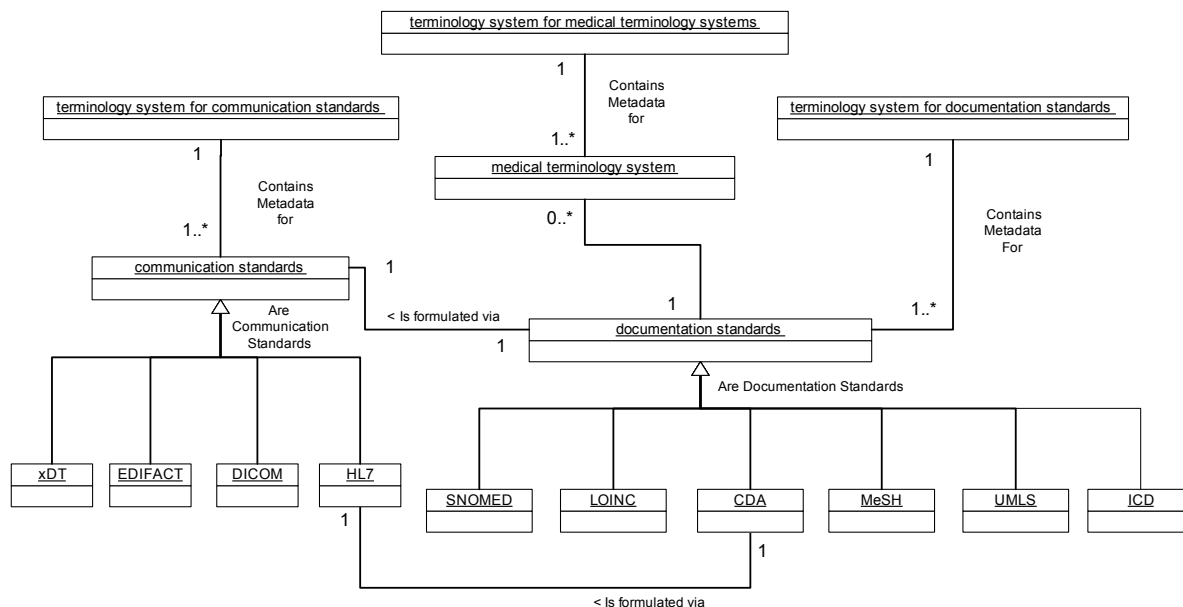 terminology system for medical terminology systems
1
Contains
Metadata
for
1..*
terminology system for communication standards
1
Contains
Metadata
for
1..*
terminology system for documentation standards
1
Contains
Metadata
For
1..*
medical terminology system
0..*
1
communication standards
1
< Is formulated via
1
documentation standards
Are
Communication
Standards
Are Documentation Standards
xDT
EDIFACT
DICOM
HL7
1
SNOMED
LOINC
CDA
MeSH
UMLS
ICD
1
< Is formulated via